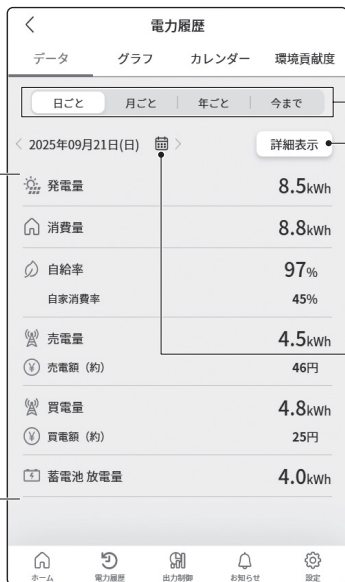 電力履歴
データ グラフ カレンダー 環境貢献度
日ごと 月ごと 年ごと 今まで
2025年09月21日(日) 詳細表示
発電量 8.5kWh
消費量 8.8kWh
自給率 97%
自家消費率 45%
売電量 4.5kWh
売電額（約） 46円
買電量 4.8kWh
買電額（約） 25円
蓄電池 放電量 4.0kWh
ホーム 電力履歴 出力制御 お知らせ 設定